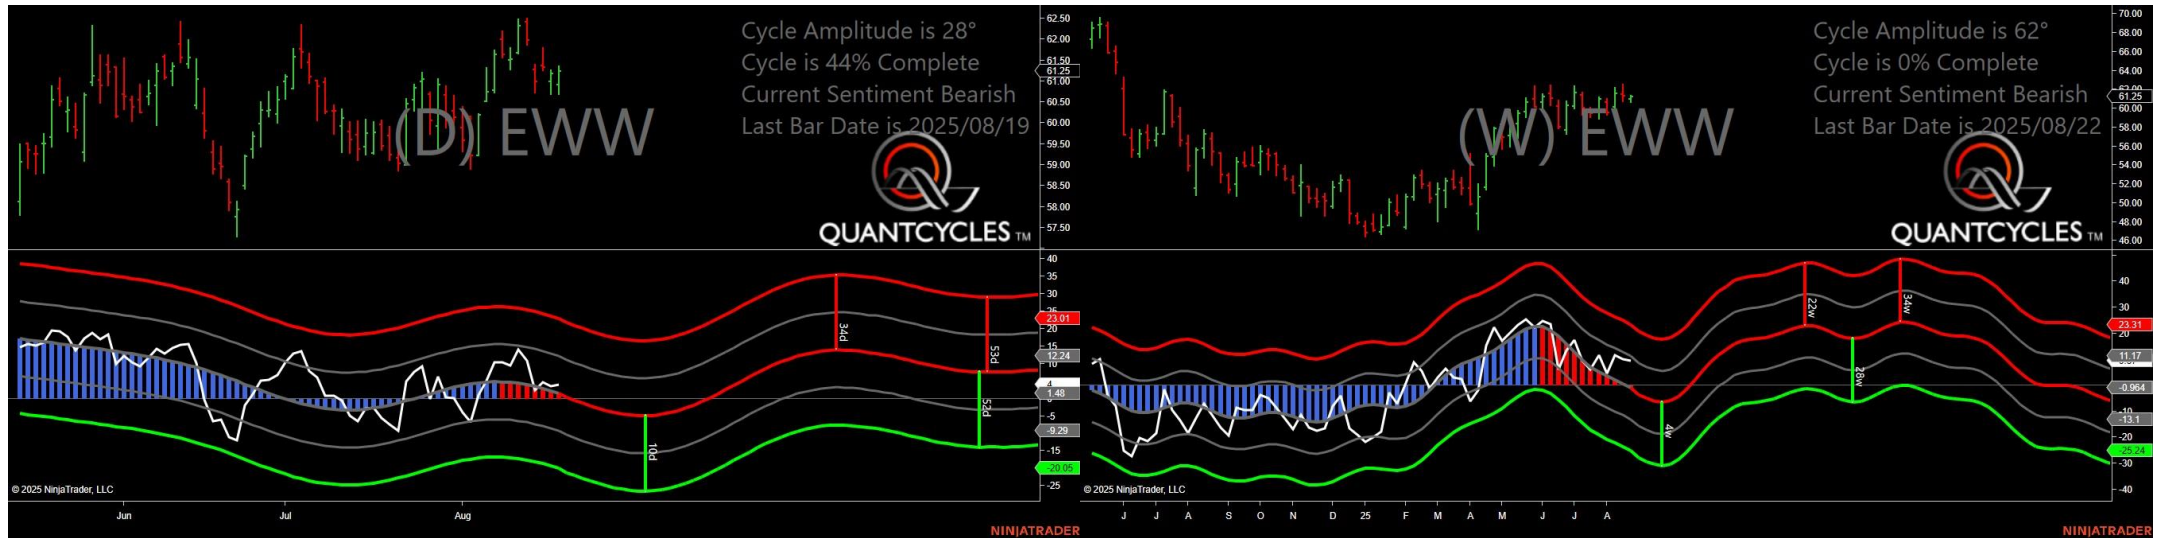 Cycle Amplitude is 28°
Cycle is 44% Complete
Current Sentiment Bearish
Last Bar Date is 2025/08/19
(D) EWW
QUANTCYCLES TM
62.50
62.00
61.50
61.25
61.00
60.50
60.00
59.50
59.00
58.50
58.00
57.50
40
35
30
23.01
20
15
12.24
10
4
1.48
-5
-9.29
-15
-20.05
-25
34d
53d
52d
10d
© 2025 NinjaTrader, LLC
Jun
Jul
Aug
NINJATRADER
Cycle Amplitude is 62°
Cycle is 0% Complete
Current Sentiment Bearish
Last Bar Date is 2025/08/22
(W) EWW
QUANTCYCLES TM
70.00
68.00
66.00
64.00
61.25
60.00
58.00
56.00
54.00
52.00
50.00
48.00
46.00
40
30
23.31
20
11.17
-0.964
-10
-13.1
-20
-25.24
-30
-40
22w
34w
28w
4w
© 2025 NinjaTrader, LLC
J
J
A
S
O
N
D
25
F
M
A
M
J
J
A
NINJATRADER